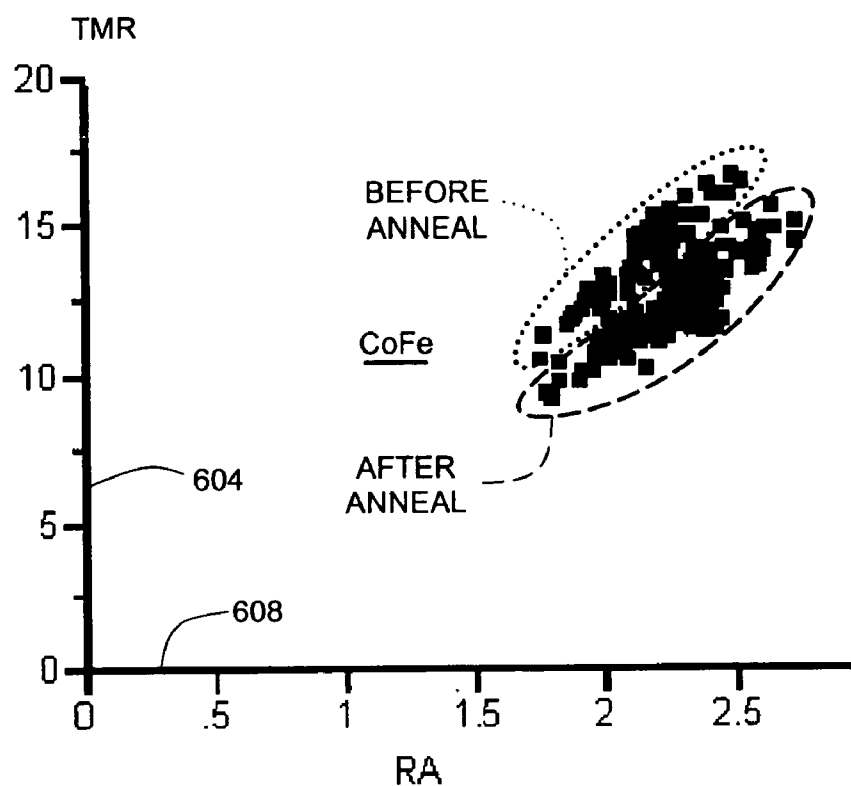 TMR
20
15
10
5
0
BEFORE
ANNEAL
CoFe
AFTER
ANNEAL
604
608
0 .5 1 1.5 2 2.5
RA